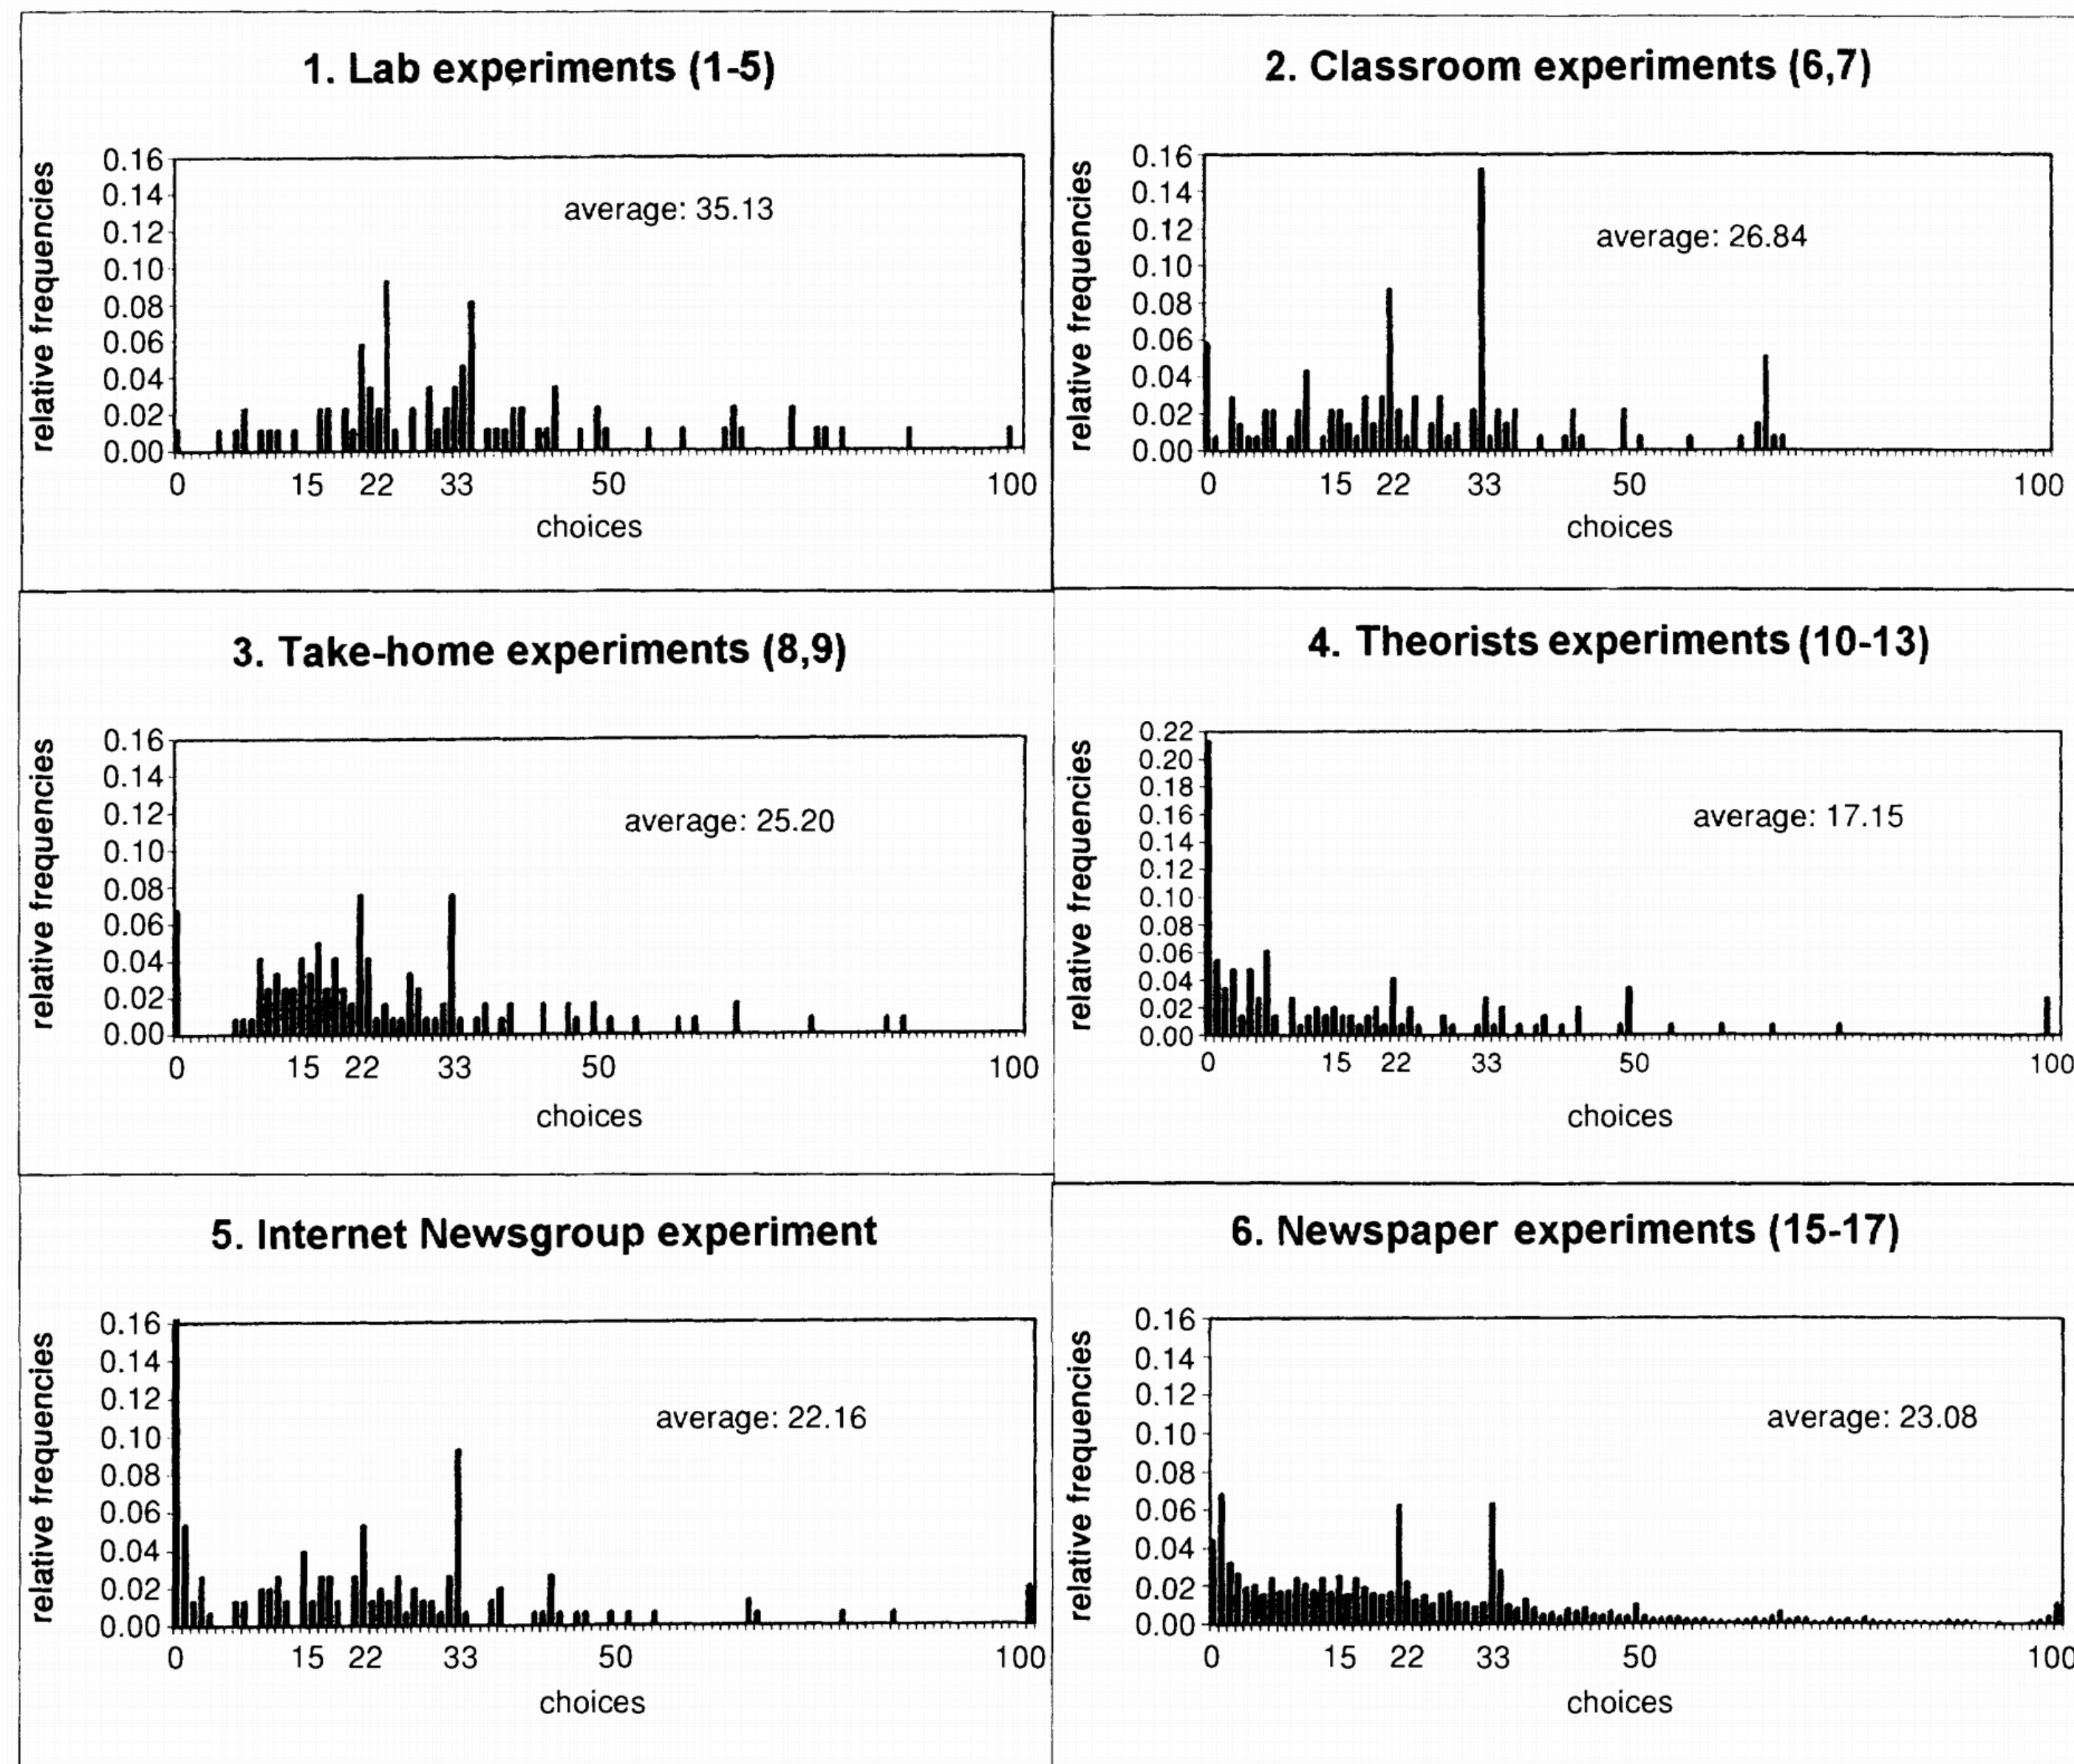 1. Lab experiments (1-5)
relative frequencies
0.16
0.14
0.12
0.10
0.08
0.06
0.04
0.02
0.00
average: 35.13
0 15 22 33 50 100
choices
2. Classroom experiments (6,7)
relative frequencies
0.16
0.14
0.12
0.10
0.08
0.06
0.04
0.02
0.00
average: 26.84
0 15 22 33 50 100
choices
3. Take-home experiments (8,9)
relative frequencies
0.16
0.14
0.12
0.10
0.08
0.06
0.04
0.02
0.00
average: 25.20
0 15 22 33 50 100
choices
4. Theorists experiments (10-13)
relative frequencies
0.22
0.20
0.18
0.16
0.14
0.12
0.10
0.08
0.06
0.04
0.02
0.00
average: 17.15
0 15 22 33 50 100
choices
5. Internet Newsgroup experiment
relative frequencies
0.16
0.14
0.12
0.10
0.08
0.06
0.04
0.02
0.00
average: 22.16
0 15 22 33 50 100
choices
6. Newspaper experiments (15-17)
relative frequencies
0.16
0.14
0.12
0.10
0.08
0.06
0.04
0.02
0.00
average: 23.08
0 15 22 33 50 100
choices